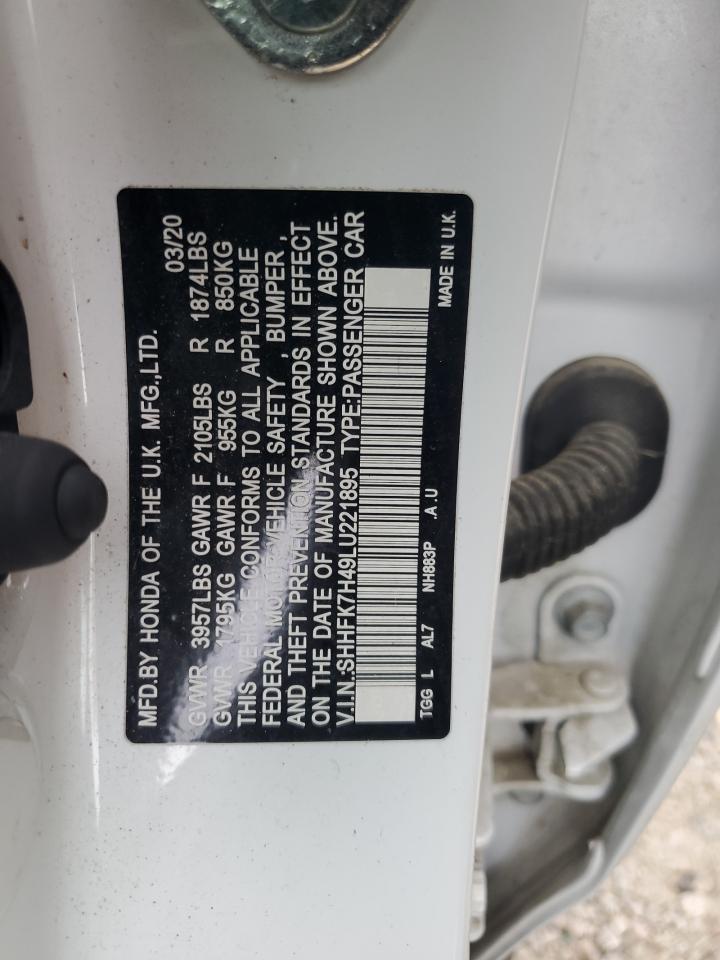 MFD.BY HONDA OF THE U.K. MFG.,LTD. 03/20
GVWR 3957LBS GAWR F 2105LBS R 1874LBS
GVWR 1795KG GAWR F 955KG R 850KG
THIS VEHICLE CONFORMS TO ALL APPLICABLE
FEDERAL MOTOR VEHICLE SAFETY , BUMPER ,
AND THEFT PREVENTION STANDARDS IN EFFECT
ON THE DATE OF MANUFACTURE SHOWN ABOVE.
V.I.N.:SHHFK7H49LU221895 TYPE:PASSENGER CAR
TGG L AL7 NH883P .A.U MADE IN U.K.